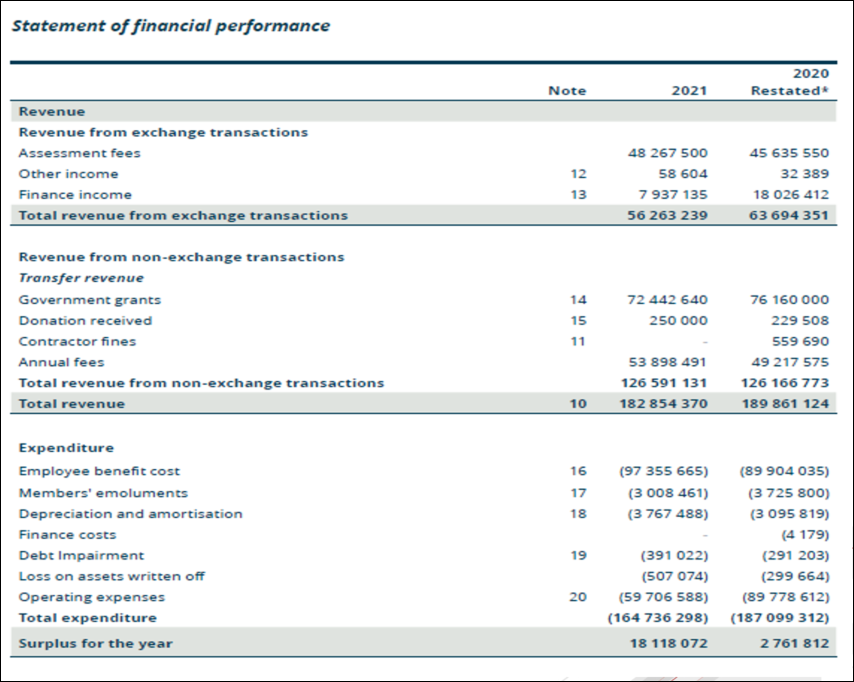 Statement of financial performance
2020
Note 2021 Restated*
Revenue
Revenue from exchange transactions
Assessment fees 48 267 500 45 635 550
Other income 12 58 604 32 389
Finance income 13 7 937 135 18 026 412
Total revenue from exchange transactions 56 263 239 63 694 351
Revenue from non-exchange transactions
Transfer revenue
Government grants 14 72 442 640 76 160 000
Donation received 15 250 000 229 508
Contractor fines 11 - 559 690
Annual fees 53 898 491 49 217 575
Total revenue from non-exchange transactions 126 591 131 126 166 773
Total revenue 10 182 854 370 189 861 124
Expenditure
Employee benefit cost 16 (97 355 665) (89 904 035)
Members' emoluments 17 (3 008 461) (3 725 800)
Depreciation and amortisation 18 (3 767 488) (3 095 819)
Finance costs - (4 179)
Debt Impairment 19 (391 022) (291 203)
Loss on assets written off (507 074) (299 664)
Operating expenses 20 (59 706 588) (89 778 612)
Total expenditure (164 736 298) (187 099 312)
Surplus for the year 18 118 072 2 761 812